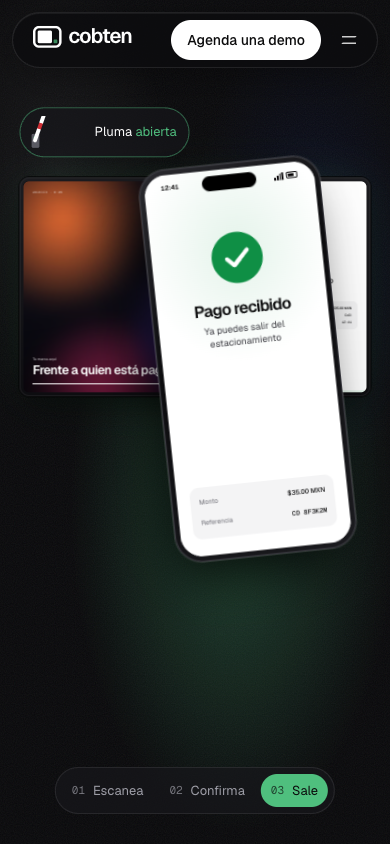 cobten
Agenda una demo
Pluma abierta
12:41
Pago recibido
Ya puedes salir del
estacionamiento
Frente a quien está pag
Monto $35.00 MXN
Referencia CD 8F3K2M
01 Escanea 02 Confirma 03 Sale